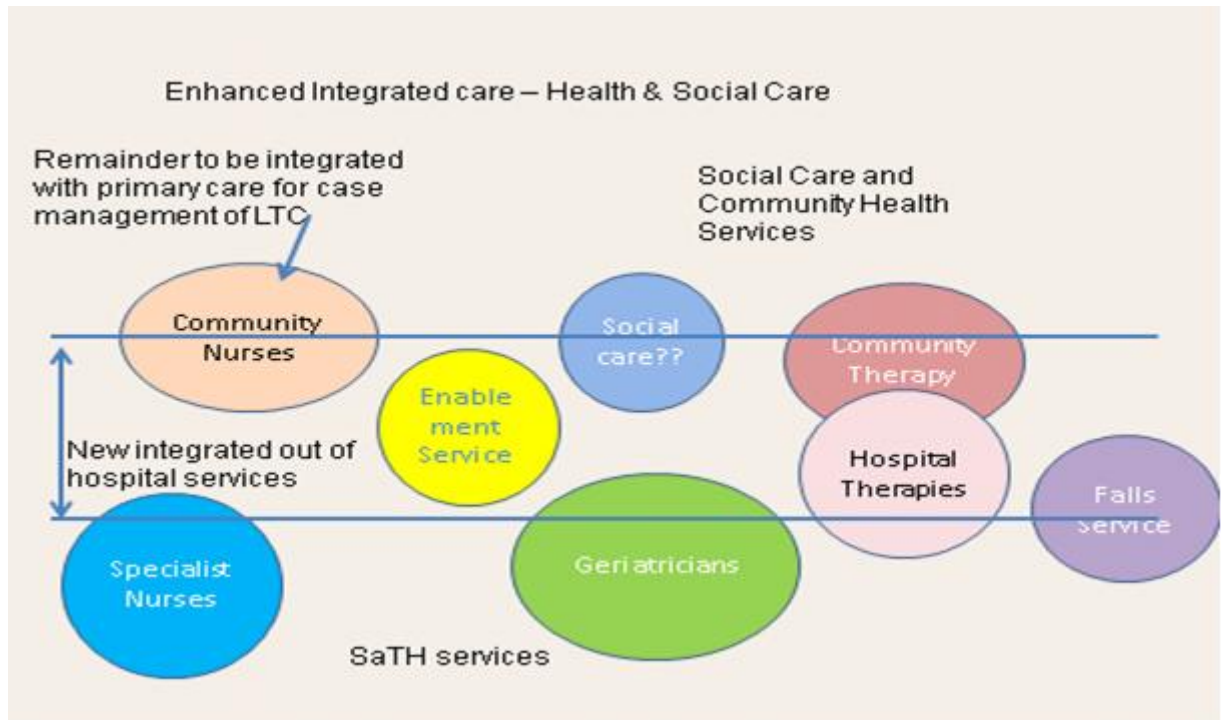 Enhanced Integrated care – Health & Social Care
Remainder to be integrated
with primary care for case
management of LTC
Social Care and
Community Health
Services
Community
Nurses
Social
care??
Community
Therapy
Enable
ment
Service
New integrated out of
hospital services
Hospital
Therapies
Falls
Service
Specialist
Nurses
Geriatricians
SaTH services